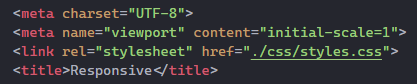 <meta charset="UTF-8">
<meta name="viewport" content="initial-scale=1">
<link rel="stylesheet" href="./css/styles.css">
<title>Responsive</title>